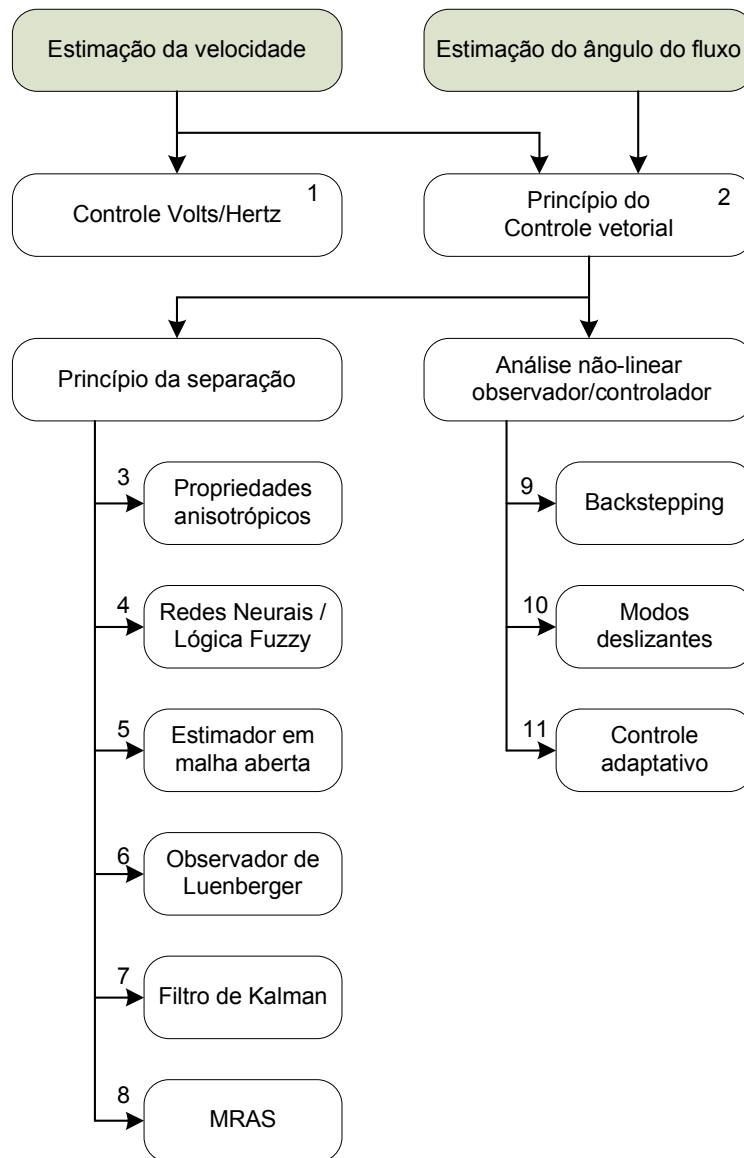 Estimação da velocidade
Estimação do ângulo do fluxo
Controle Volts/Hertz
1
Princípio do
Controle vetorial
2
Princípio da separação
Análise não-linear
observador/controlador
3
Propriedades
anisotrópicos
4
Redes Neurais /
Lógica Fuzzy
5
Estimador em
malha aberta
6
Observador de
Luenberger
7
Filtro de Kalman
8
MRAS
9
Backstepping
10
Modos
deslizantes
11
Controle
adaptativo